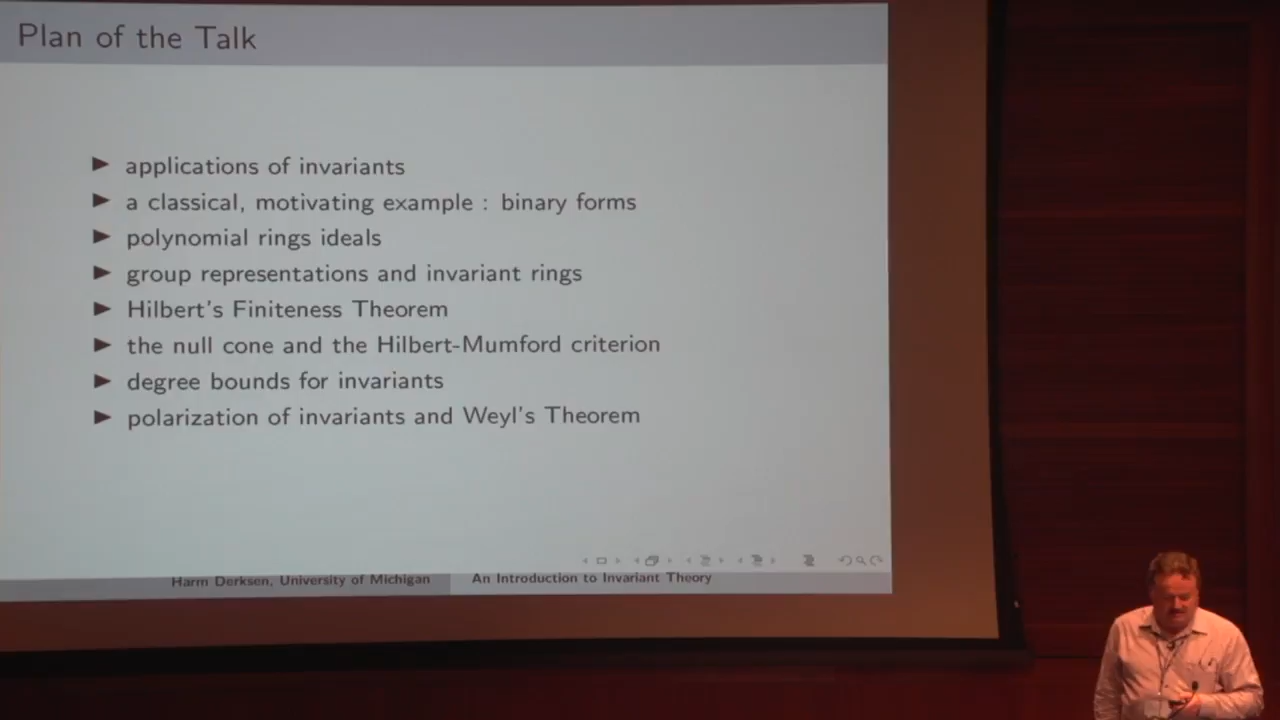 Plan of the Talk
applications of invariants
a classical, motivating example : binary forms
polynomial rings ideals
group representations and invariant rings
Hilbert's Finiteness Theorem
the null cone and the Hilbert-Mumford criterion
degree bounds for invariants
polarization of invariants and Weyl's Theorem
Harm Derksen, University of Michigan
An Introduction to Invariant Theory